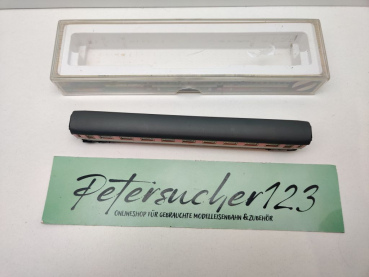 Petersucher123
ONLINESHOP FÜR GEBRAUCHTE MODELLEISENBAHN & ZUBEHÖR